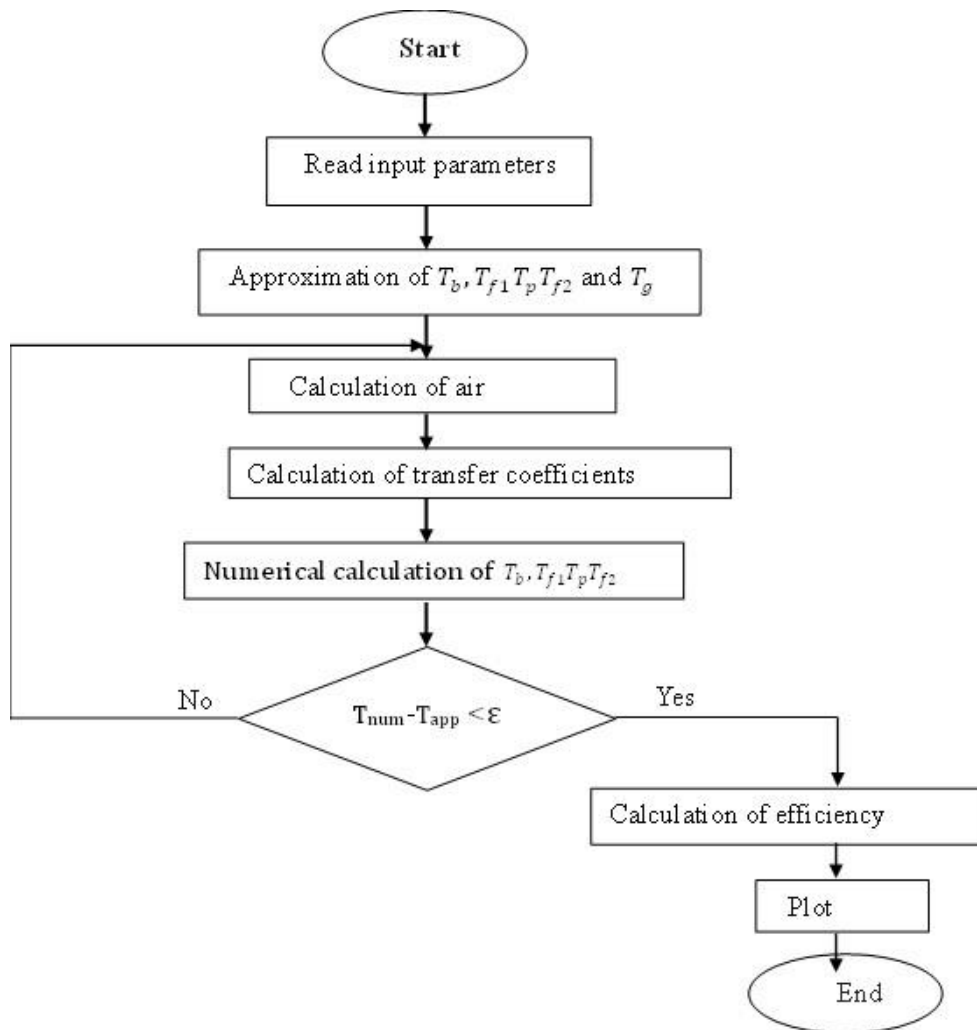 Start
Read input parameters
Approximation of T_b, T_f1 T_p T_f2 and T_g
Calculation of air
Calculation of transfer coefficients
Numerical calculation of T_b, T_f1 T_p T_f2
T_num-T_app < ε
No
Yes
Calculation of efficiency
Plot
End